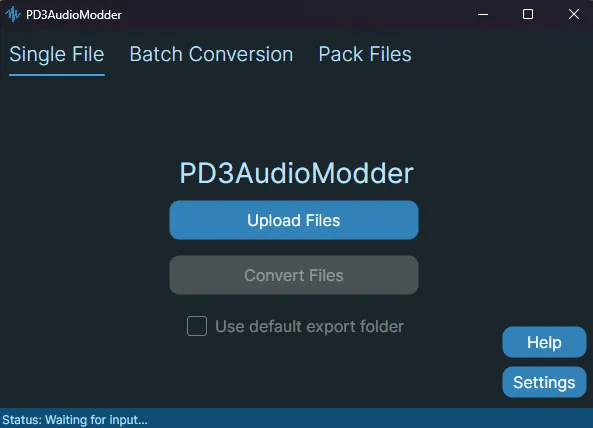 PD3AudioModder
Single File Batch Conversion Pack Files
PD3AudioModder
Upload Files
Convert Files
Use default export folder
Help
Settings
Status: Waiting for input...